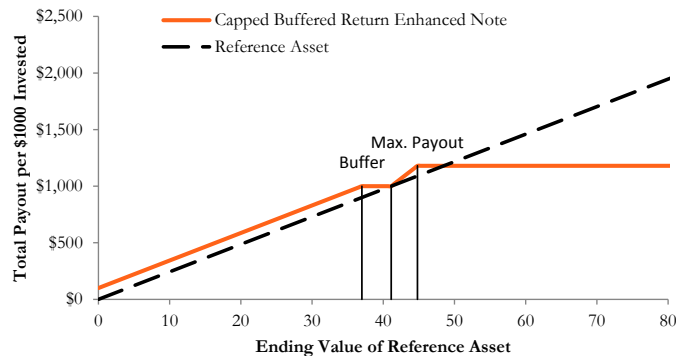 $2,500
Capped Buffered Return Enhanced Note
Reference Asset
$2,000
$1,500
Max. Payout
Buffer
$1,000
$500
$0
Total Payout per $1000 Invested
0 10 20 30 40 50 60 70 80
Ending Value of Reference Asset